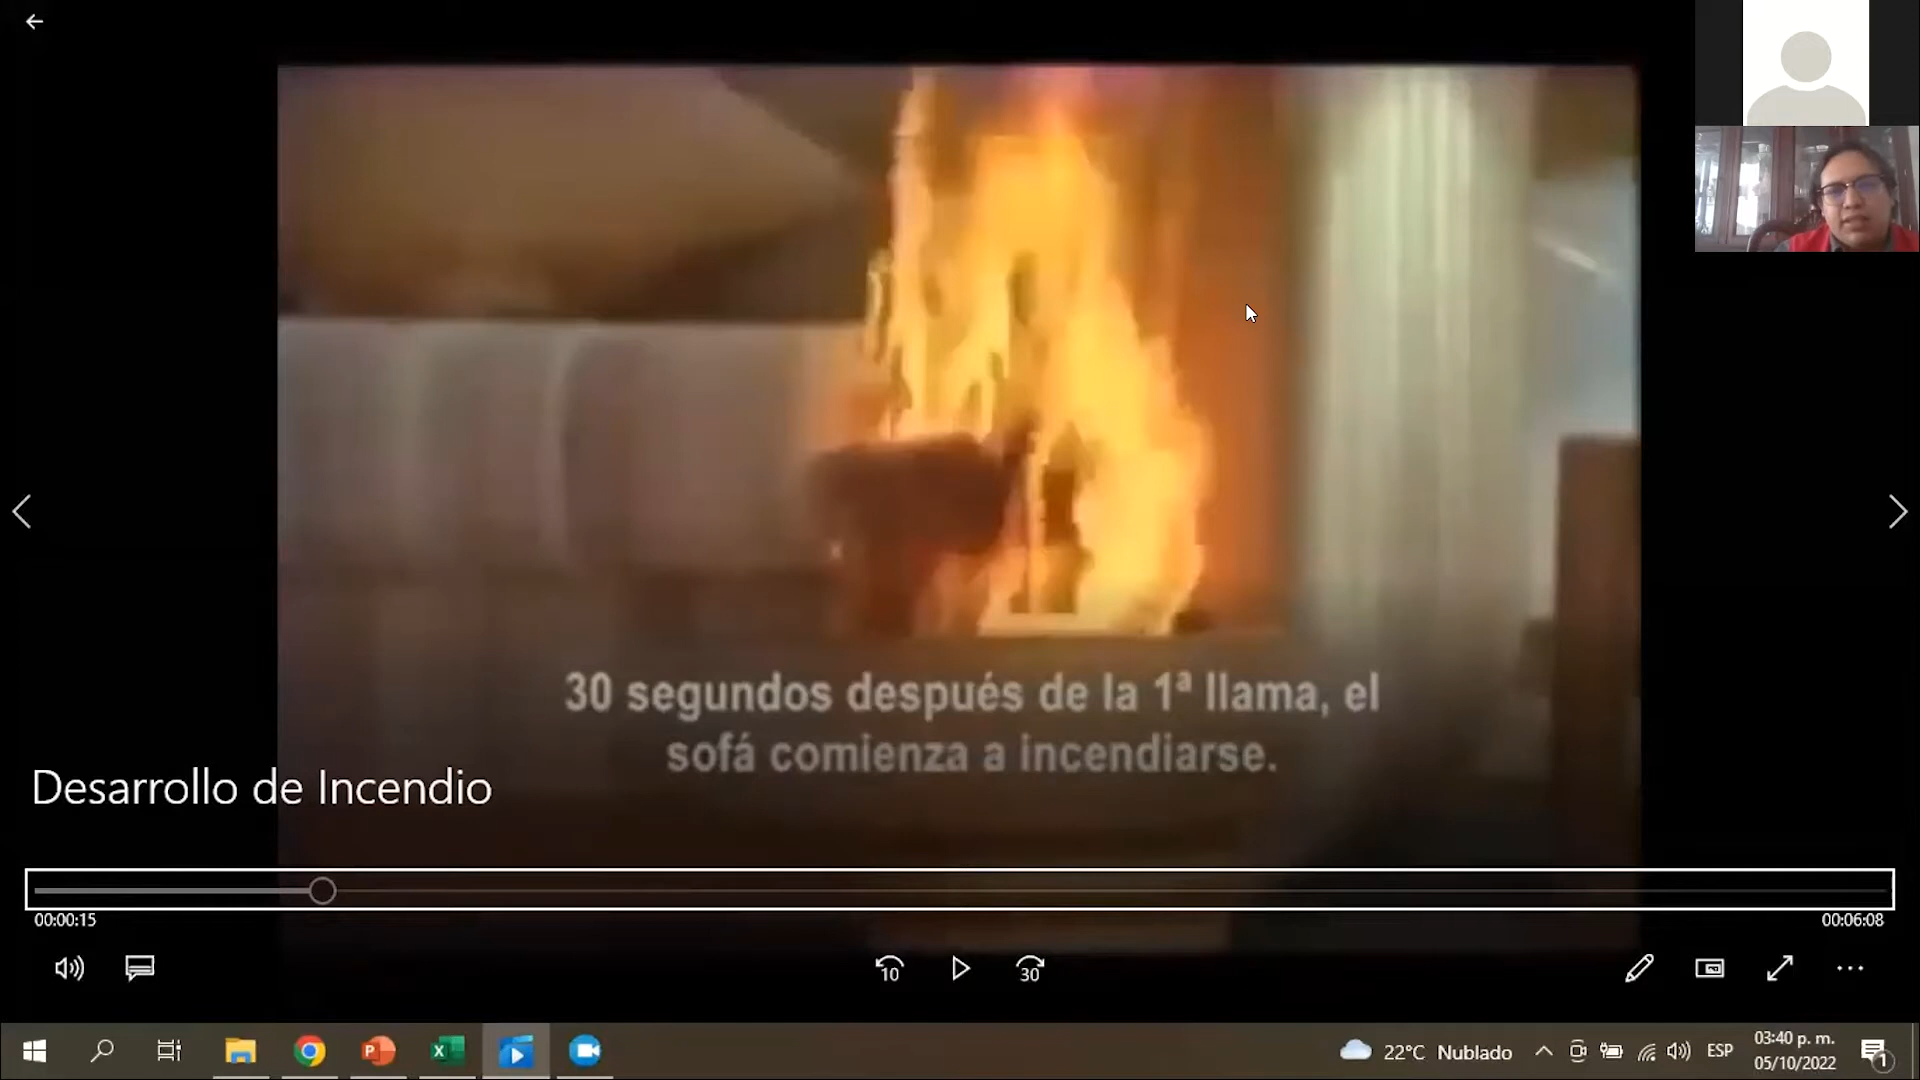 30 segundos después de la 1ª llama, el
sofá comienza a incendiarse.
Desarrollo de Incendio
00:00:15
00:06:08
10
30
22°C Nublado
ESP
03:40 p. m.
05/10/2022
1